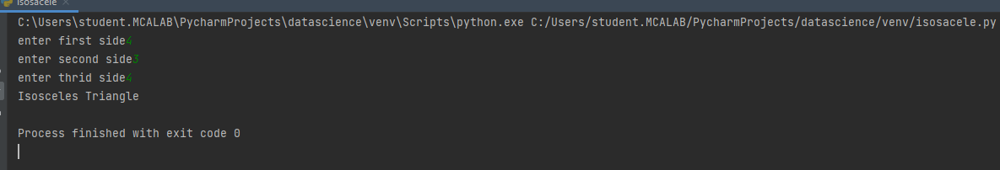 isosacele ×
C:\Users\student.MCALAB\PycharmProjects\datascience\venv\Scripts\python.exe C:/Users/student.MCALAB/PycharmProjects/datascience/venv/isosacele.py
enter first side4
enter second side3
enter thrid side4
Isosceles Triangle
Process finished with exit code 0